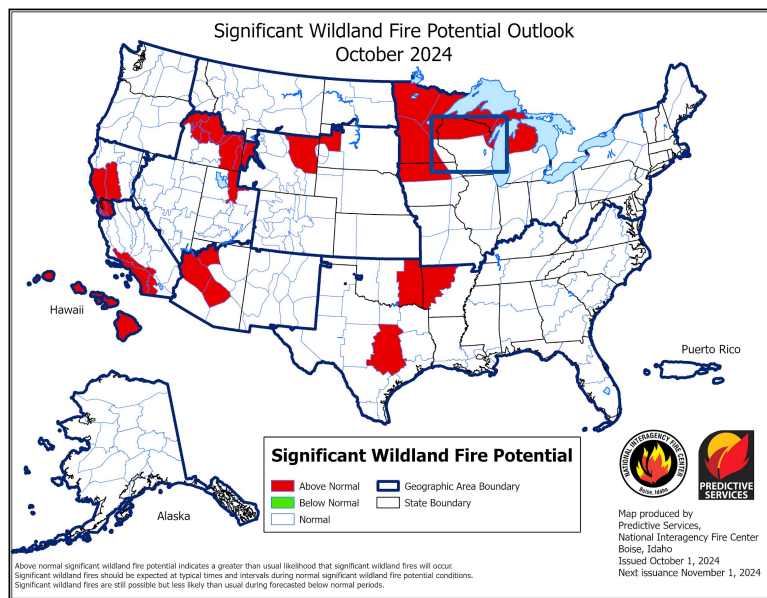 Significant Wildland Fire Potential Outlook
October 2024
Hawaii
Puerto Rico
Alaska
Significant Wildland Fire Potential
Above Normal
Below Normal
Normal
Geographic Area Boundary
State Boundary
NATIONAL INTERAGENCY FIRE CENTER
Boise, Idaho
PREDICTIVE
SERVICES
Map produced by
Predictive Services,
National Interagency Fire Center
Boise, Idaho
Issued October 1, 2024
Next issuance November 1, 2024
Above normal significant wildland fire potential indicates a greater than usual likelihood that significant wildland fires will occur.
Significant wildland fires should be expected at typical times and intervals during normal significant wildland fire potential conditions.
Significant wildland fires are still possible but less likely than usual during forecasted below normal periods.